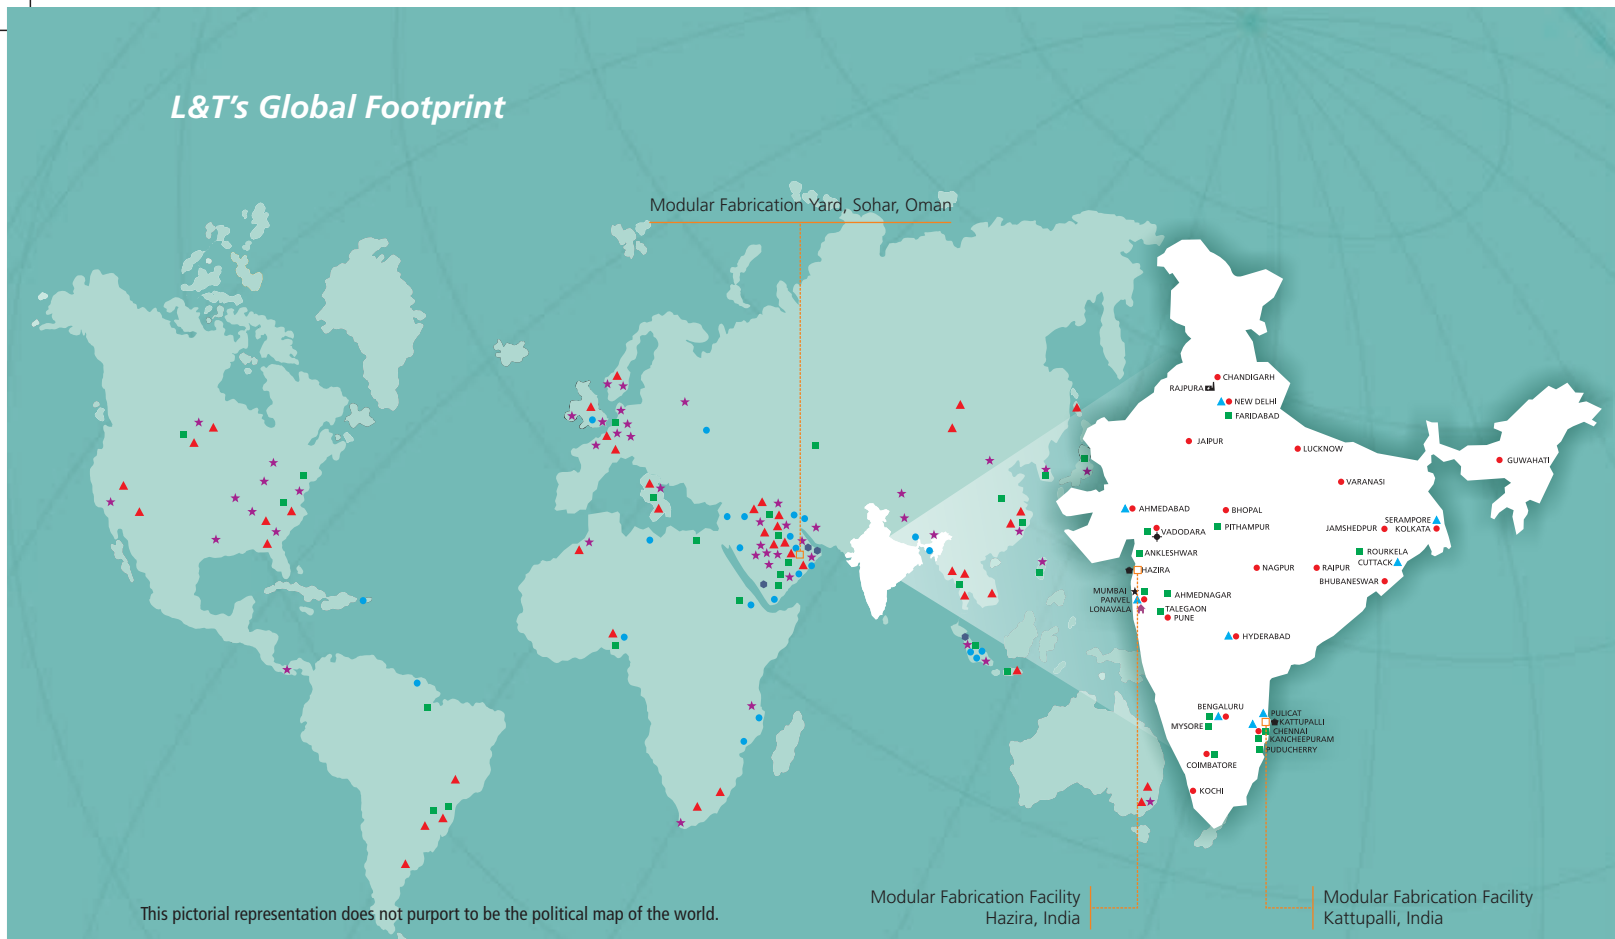 L&T's Global Footprint
Modular Fabrication Yard, Sohar, Oman
CHANDIGARH
RAJPURA
NEW DELHI
FARIDABAD
JAIPUR
LUCKNOW
GUWAHATI
VARANASI
AHMEDABAD
BHOPAL
SERAMPORE
PITHAMPUR
JAMSHEDPUR
KOLKATA
VADODARA
ANKLESHWAR
ROURKELA
CUTTACK
HAZIRA
NAGPUR
RAIPUR
BHUBANESWAR
MUMBAI
AHMEDNAGAR
PANVEL
LONAVALA
TALEGAON
PUNE
HYDERABAD
BENGALURU
PULICAT
KATTUPALLI
MYSORE
CHENNAI
KANCHEEPURAM
PUDUCHERRY
COIMBATORE
KOCHI
Modular Fabrication Facility
Hazira, India
Modular Fabrication Facility
Kattupalli, India
This pictorial representation does not purport to be the political map of the world.